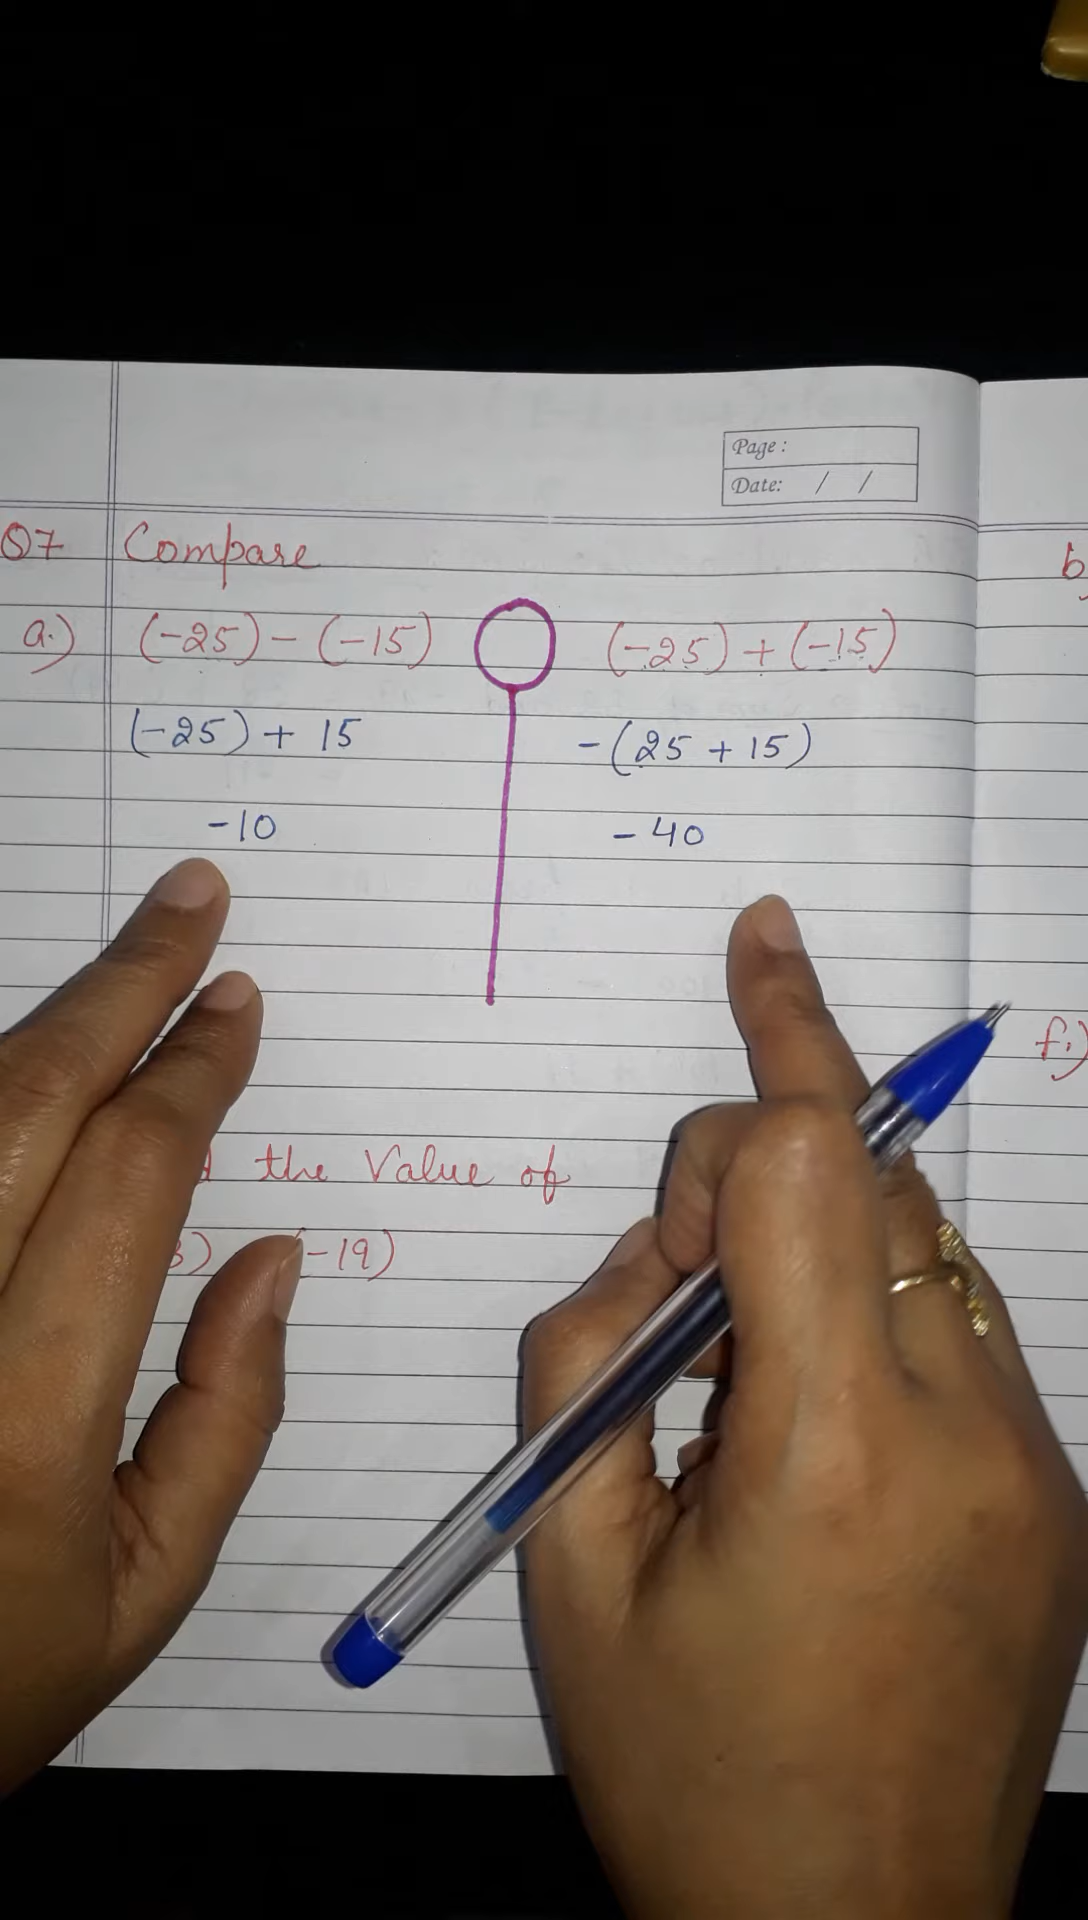 Page :
Date: / /
Q7 Compare
a.) (-25) - (-15) (-25) + (-15)
(-25) + 15 -(25 + 15)
-10 -40
the Value of
(-19)
b
f.)